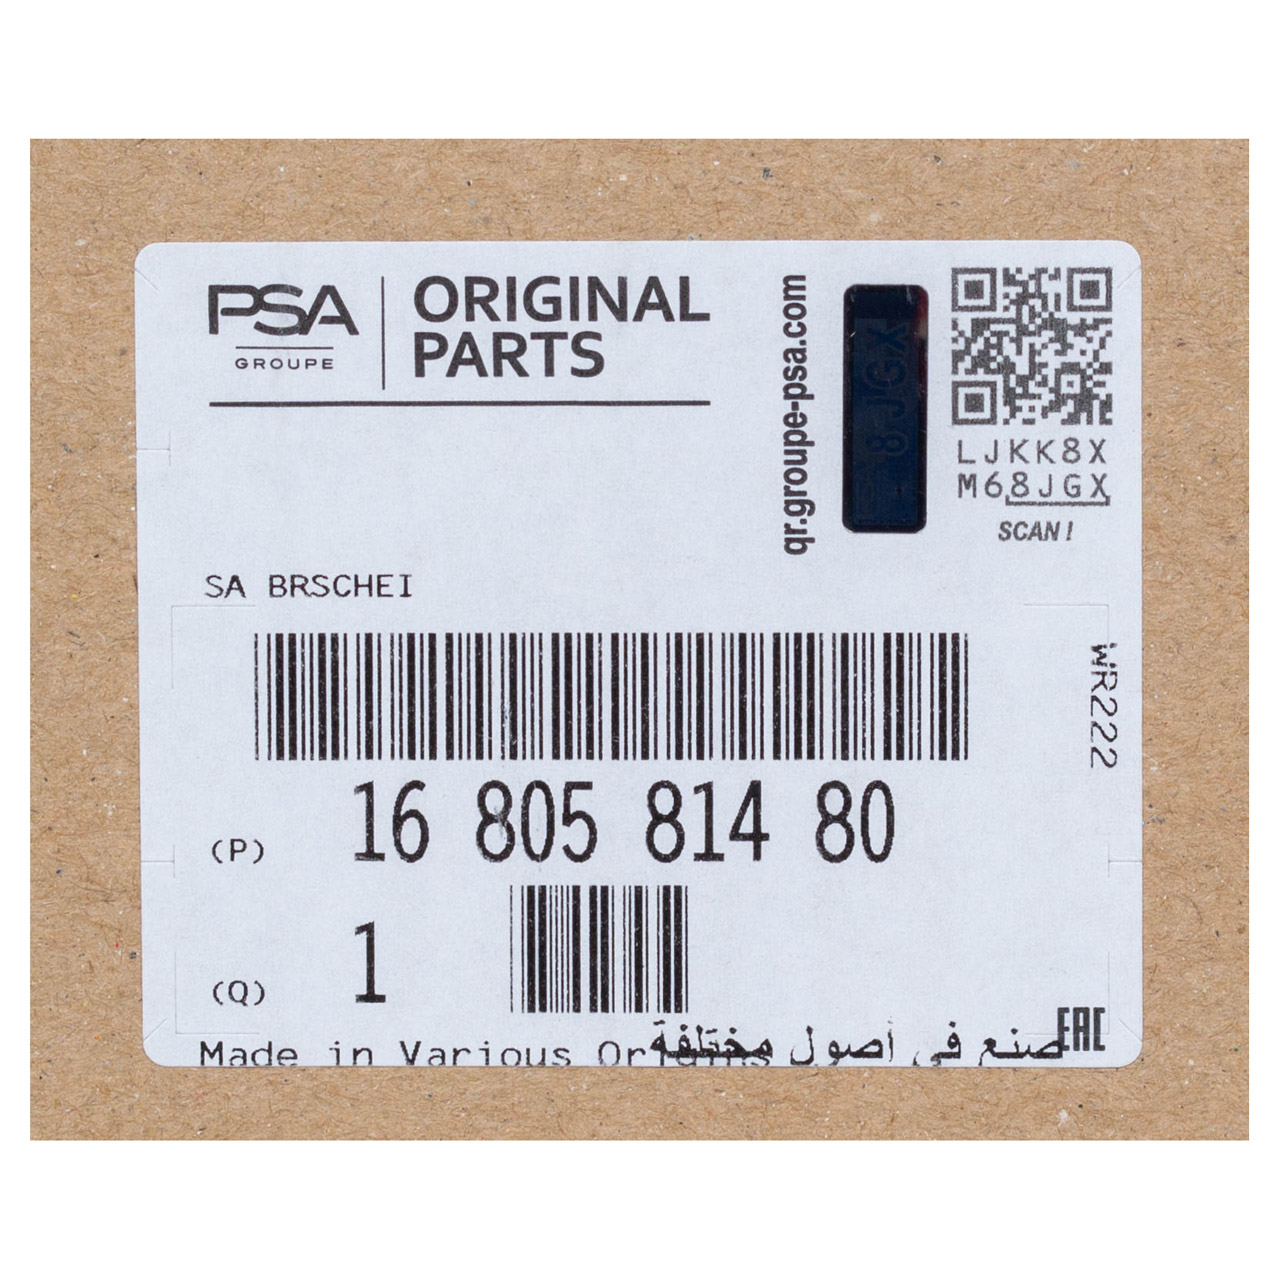 PSA
GROUPE
ORIGINAL
PARTS
qr.groupe-psa.com
8JGX
LJKK8X
M68JGX
SCAN!
SA BRSCHEI
WR222
(P) 16 805 814 80
(Q) 1
Made in Various Origins
صنع في أصول مختلفة
EAC